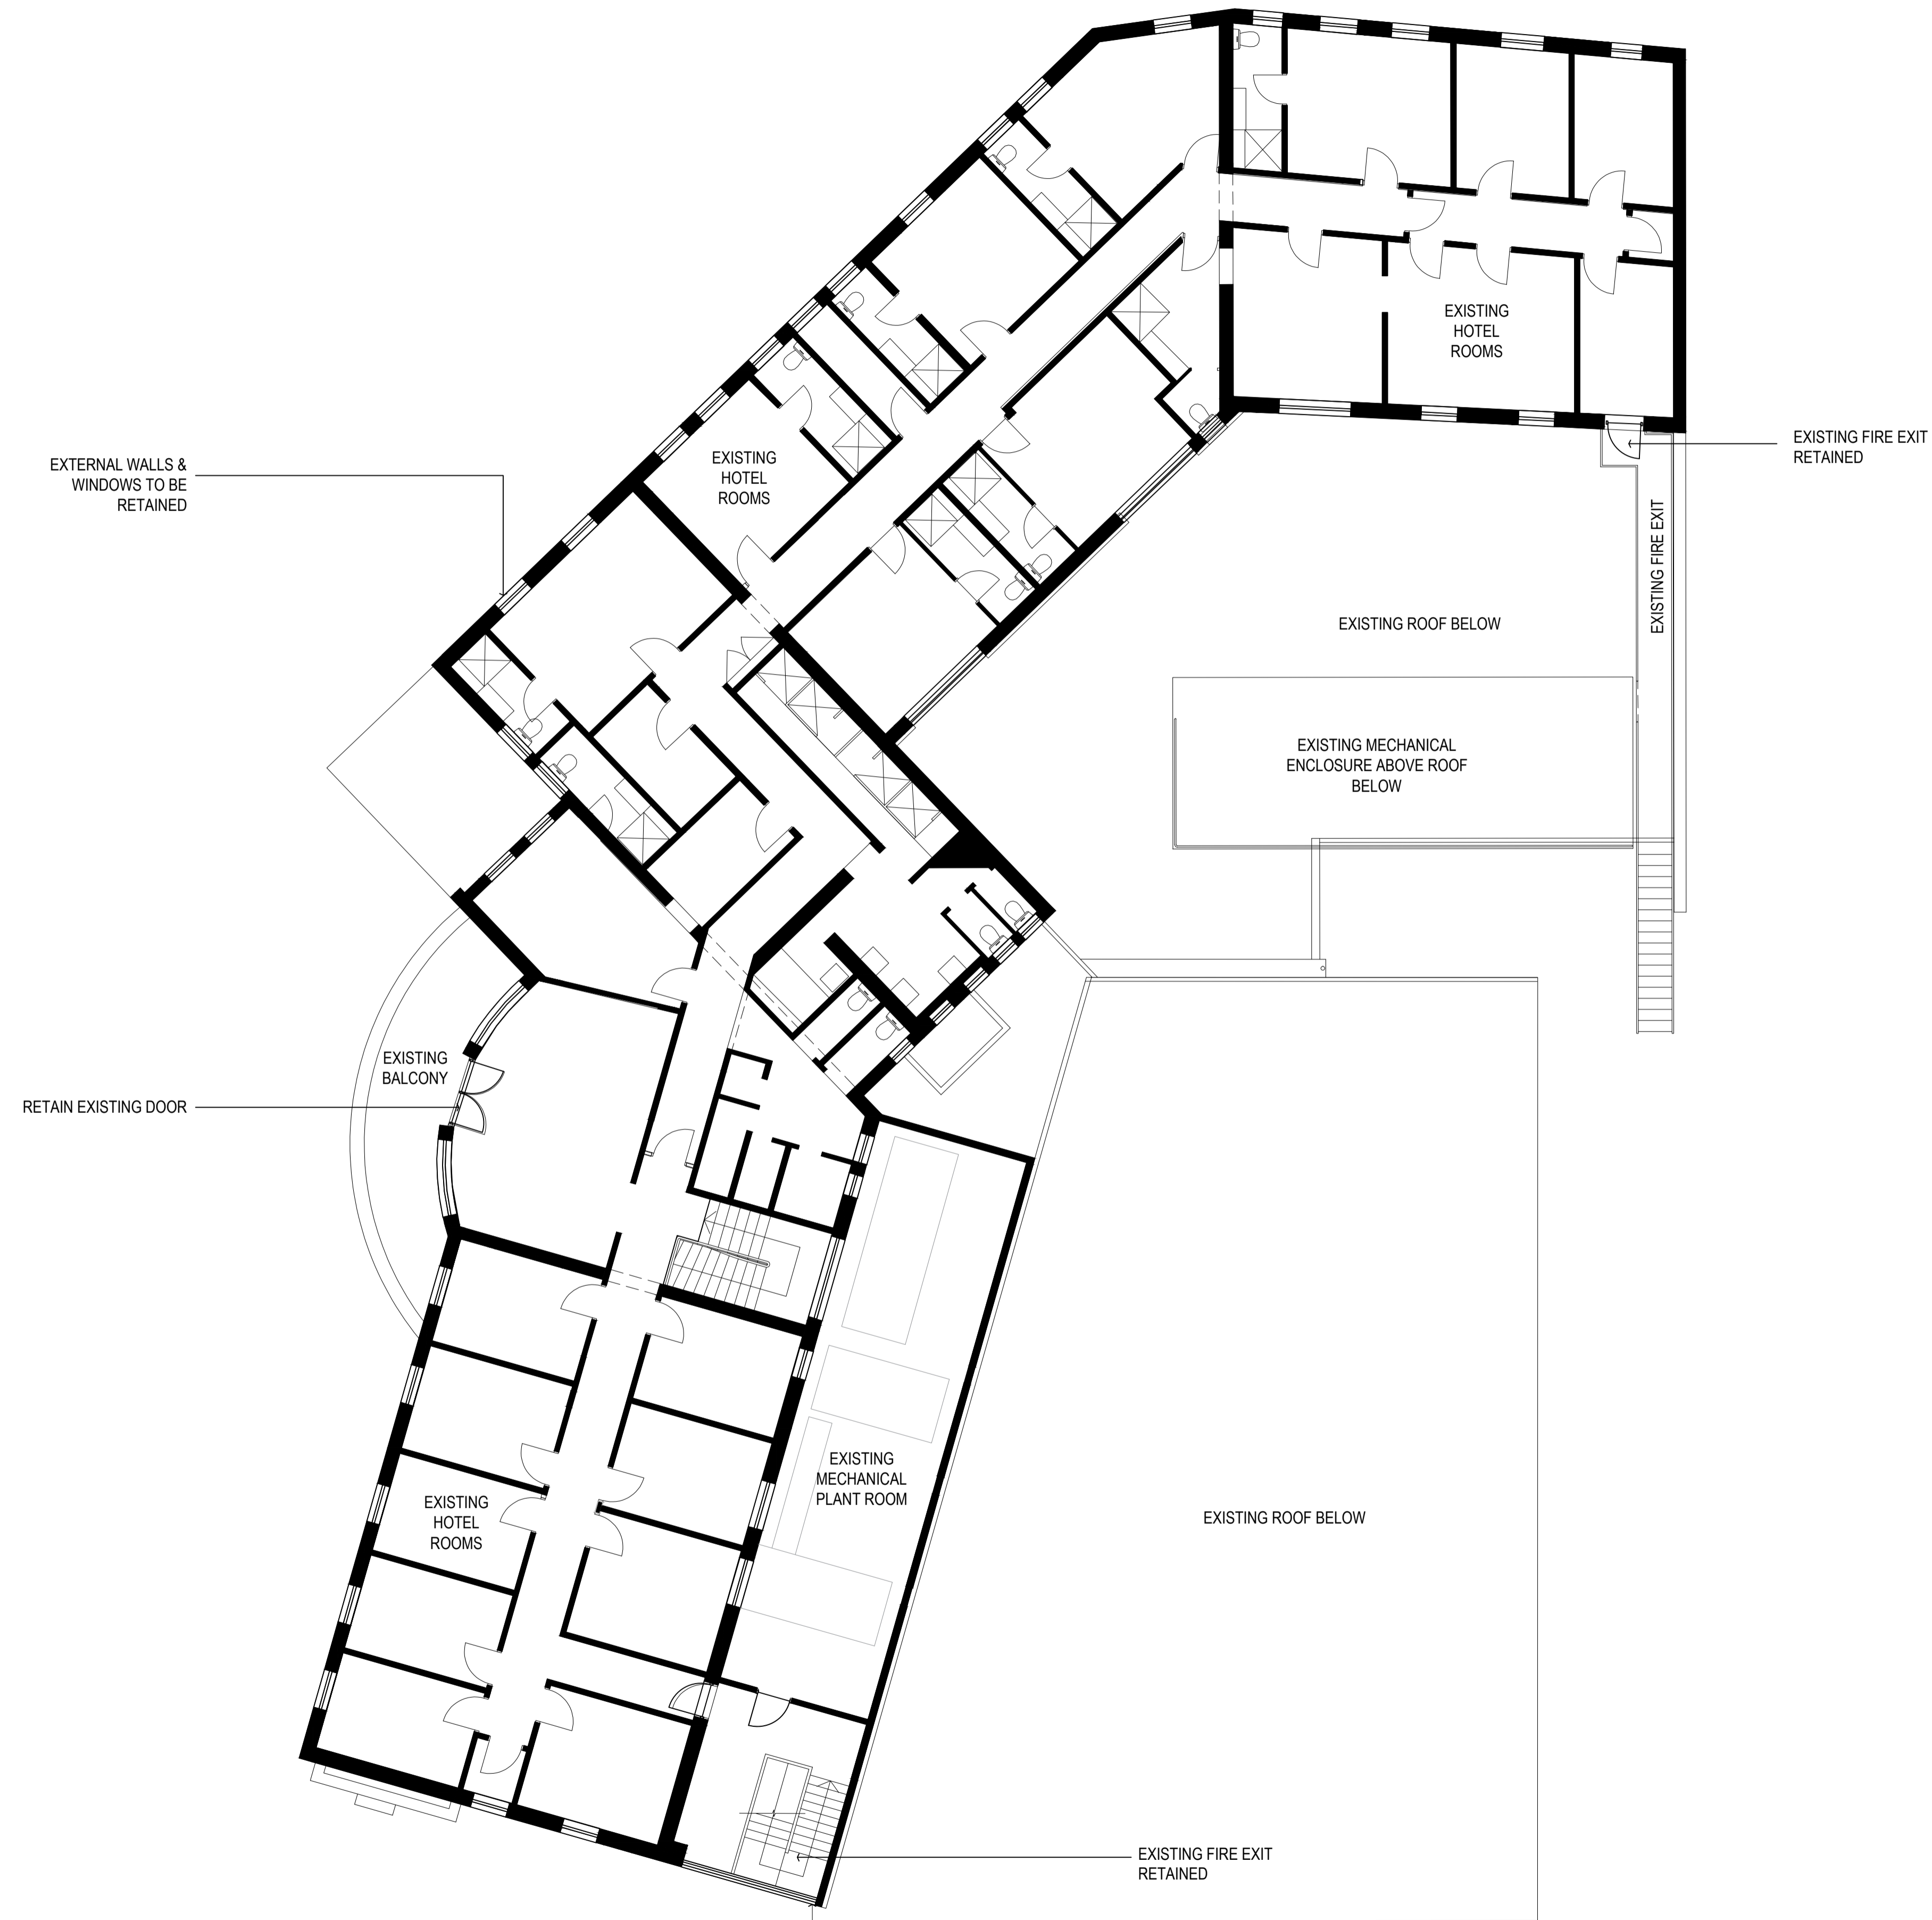 EXISTING
HOTEL
ROOMS
EXISTING FIRE EXIT
RETAINED
EXTERNAL WALLS &
WINDOWS TO BE
RETAINED
EXISTING
HOTEL
ROOMS
EXISTING FIRE EXIT
EXISTING ROOF BELOW
EXISTING MECHANICAL
ENCLOSURE ABOVE ROOF
BELOW
EXISTING
BALCONY
RETAIN EXISTING DOOR
EXISTING
MECHANICAL
PLANT ROOM
EXISTING
HOTEL
ROOMS
EXISTING ROOF BELOW
EXISTING FIRE EXIT
RETAINED